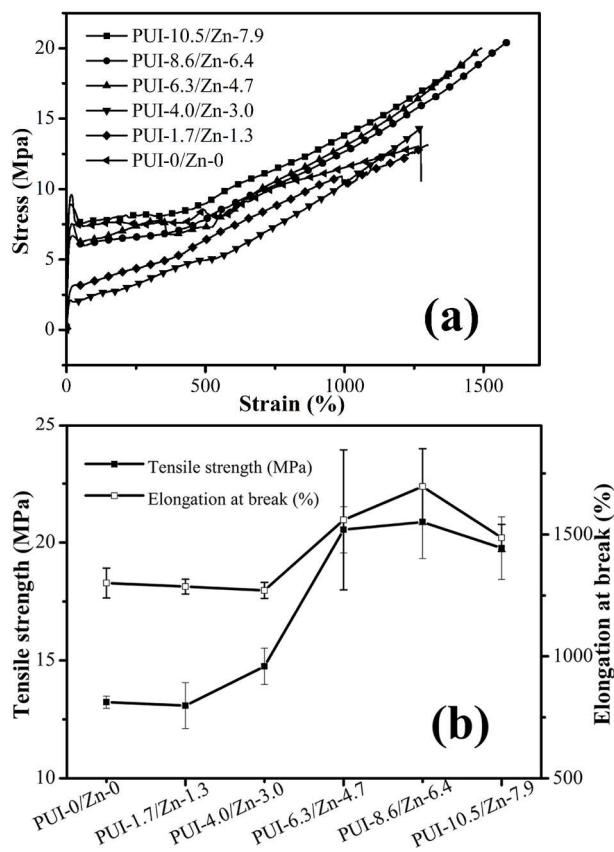 PUI-10.5/Zn-7.9
PUI-8.6/Zn-6.4
PUI-6.3/Zn-4.7
PUI-4.0/Zn-3.0
PUI-1.7/Zn-1.3
PUI-0/Zn-0
20
15
10
5
0
Stress (Mpa)
(a)
0
500
1000
1500
Strain (%)
25
20
15
10
Tensile strength (MPa)
Tensile strength (MPa)
Elongation at break (%)
1500
1000
500
Elongation at break (%)
(b)
PUI-0/Zn-0
PUI-1.7/Zn-1.3
PUI-4.0/Zn-3.0
PUI-6.3/Zn-4.7
PUI-8.6/Zn-6.4
PUI-10.5/Zn-7.9